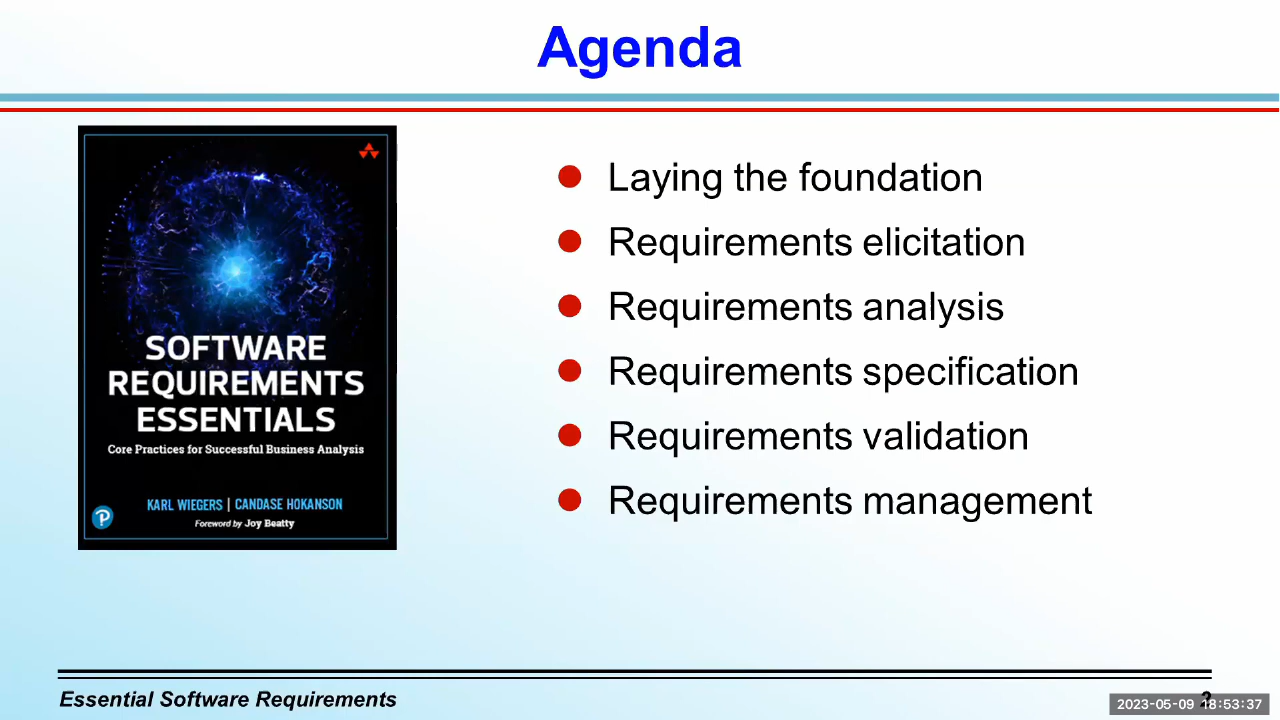 Agenda
SOFTWARE
REQUIREMENTS
ESSENTIALS
Core Practices for Successful Business Analysis
KARL WIEGERS | CANDASE HOKANSON
Foreword by Joy Beatty
Laying the foundation
Requirements elicitation
Requirements analysis
Requirements specification
Requirements validation
Requirements management
Essential Software Requirements
2
2023-05-09 18:53:37